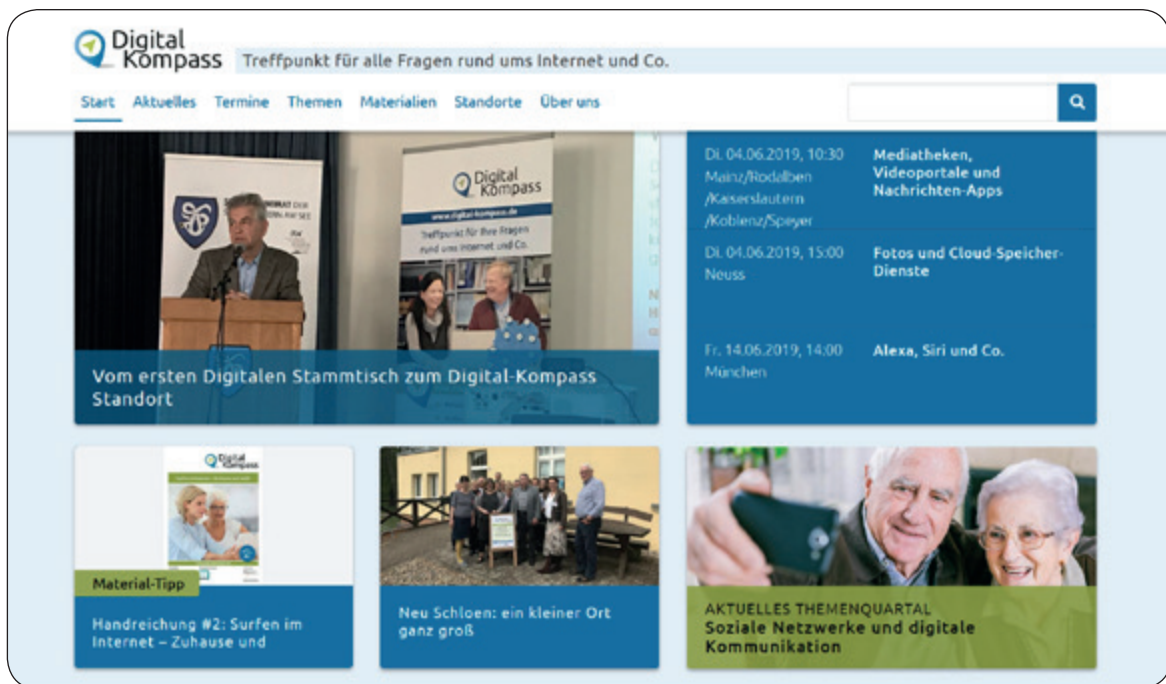 Digital
Kompass
Treffpunkt für alle Fragen rund ums Internet und Co.
Start Aktuelles Termine Themen Materialien Standorte Über uns
Digital
Kompass
www.digital-kompass.de
Treffpunkt für Ihre Fragen
rund ums Internet und Co.
Vom ersten Digitalen Stammtisch zum Digital-Kompass
Standort
Di. 04.06.2019, 10:30
Mainz/Rodalben
/Kaiserslautern
/Koblenz/Speyer
Mediatheken,
Videoportale und
Nachrichten-Apps
Di. 04.06.2019, 15:00
Neuss
Fotos und Cloud-Speicher-
Dienste
Fr. 14.06.2019, 14:00
München
Alexa, Siri und Co.
Digital
Kompass
Material-Tipp
Handreichung #2: Surfen im
Internet – Zuhause und
Neu Schloen: ein kleiner Ort
ganz groß
AKTUELLES THEMENQUARTAL
Soziale Netzwerke und digitale
Kommunikation